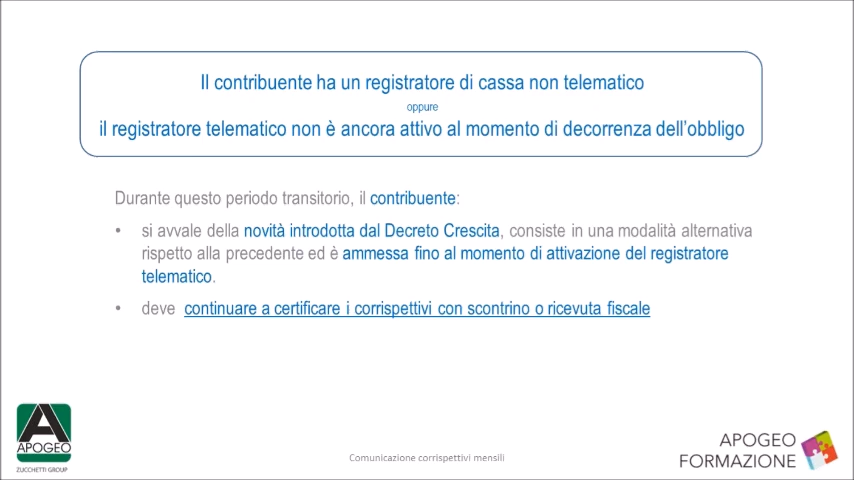 Il contribuente ha un registratore di cassa non telematico
oppure
il registratore telematico non è ancora attivo al momento di decorrenza dell'obbligo
Durante questo periodo transitorio, il contribuente:
• si avvale della novità introdotta dal Decreto Crescita, consiste in una modalità alternativa
rispetto alla precedente ed è ammessa fino al momento di attivazione del registratore
telematico.
• deve continuare a certificare i corrispettivi con scontrino o ricevuta fiscale
A
APOGEO
ZUCCHETTI GROUP
Comunicazione corrispettivi mensili
APOGEO
FORMAZIONE